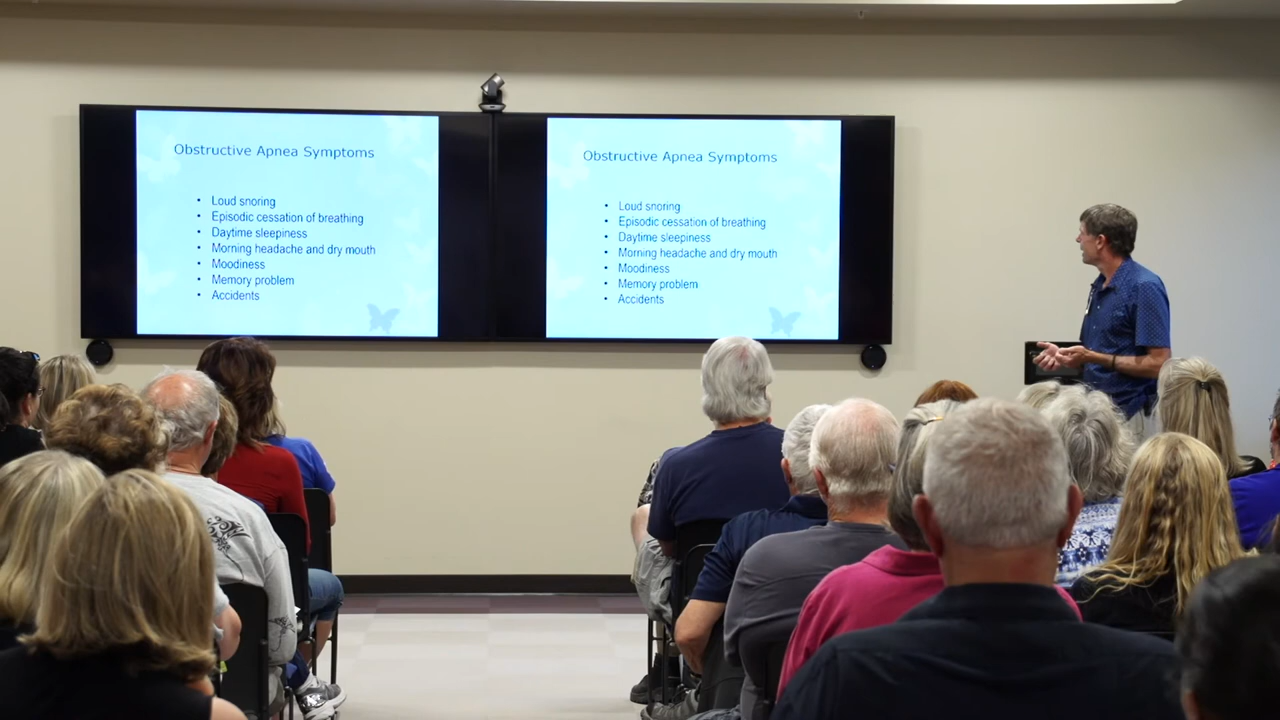 Obstructive Apnea Symptoms
• Loud snoring
• Episodic cessation of breathing
• Daytime sleepiness
• Morning headache and dry mouth
• Moodiness
• Memory problem
• Accidents
Obstructive Apnea Symptoms
• Loud snoring
• Episodic cessation of breathing
• Daytime sleepiness
• Morning headache and dry mouth
• Moodiness
• Memory problem
• Accidents